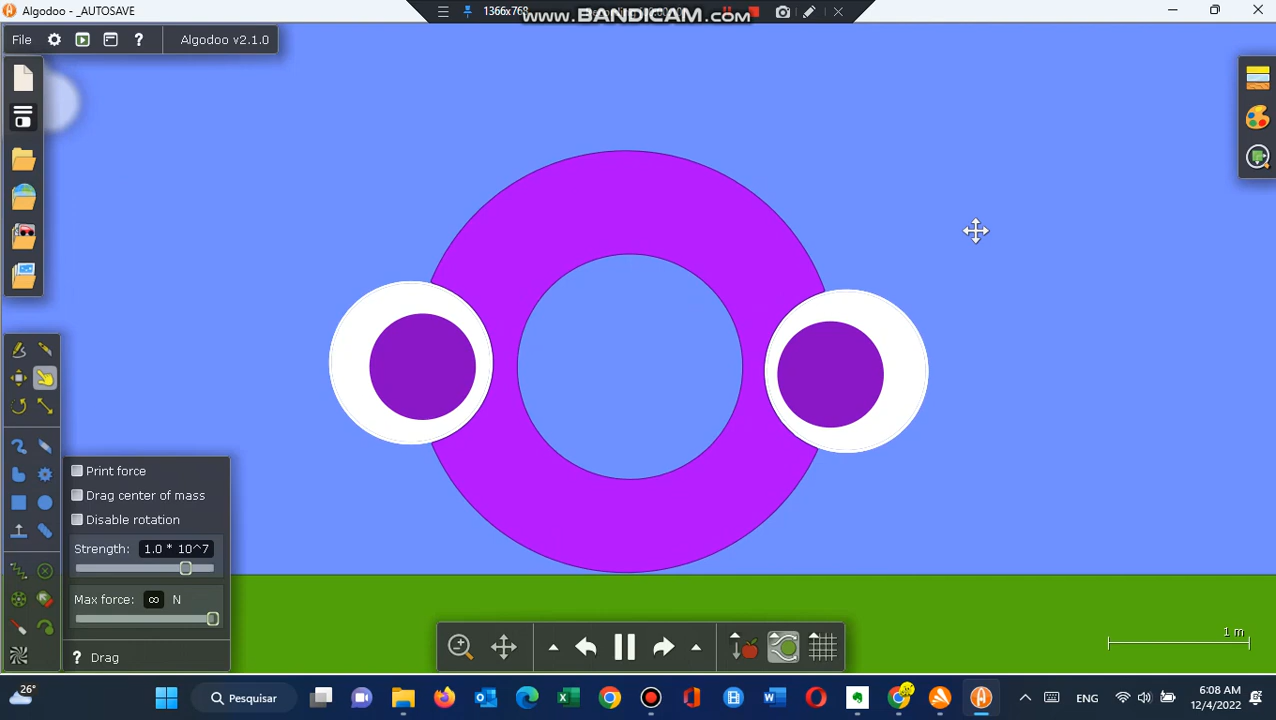 Algodoo - _AUTOSAVE
1366x768
www.BANDICAM.com
File
?
Algodoo v2.1.0
Print force
Drag center of mass
Disable rotation
Strength: 1.0 * 10^7
Max force: ∞ N
? Drag
1 m
26°
Pesquisar
ENG
6:08 AM
12/4/2022